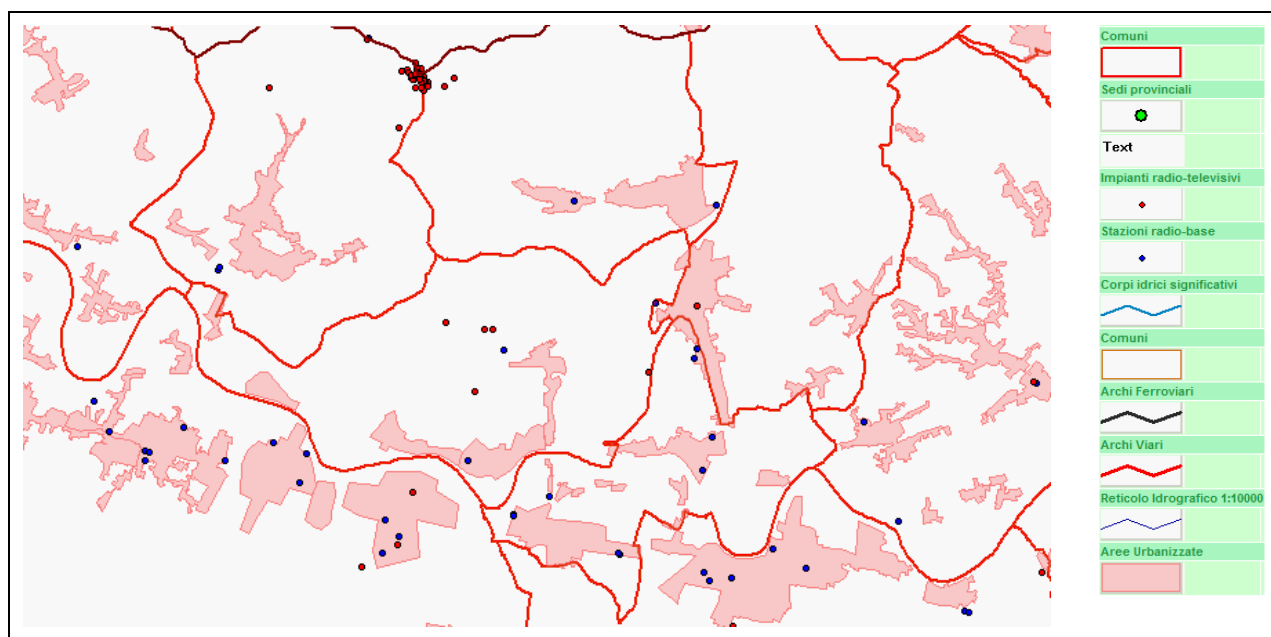 Comuni
Sedi provinciali
Text
Impianti radio-televisivi
Stazioni radio-base
Corpi idrici significativi
Comuni
Archi Ferroviari
Archi Viari
Reticolo Idrografico 1:10000
Aree Urbanizzate